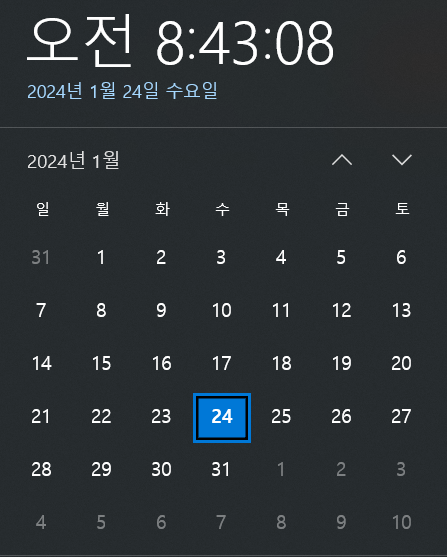 오전 8:43:08
2024년 1월 24일 수요일
2024년 1월
일 월 화 수 목 금 토
31 1 2 3 4 5 6
7 8 9 10 11 12 13
14 15 16 17 18 19 20
21 22 23 24 25 26 27
28 29 30 31 1 2 3
4 5 6 7 8 9 10